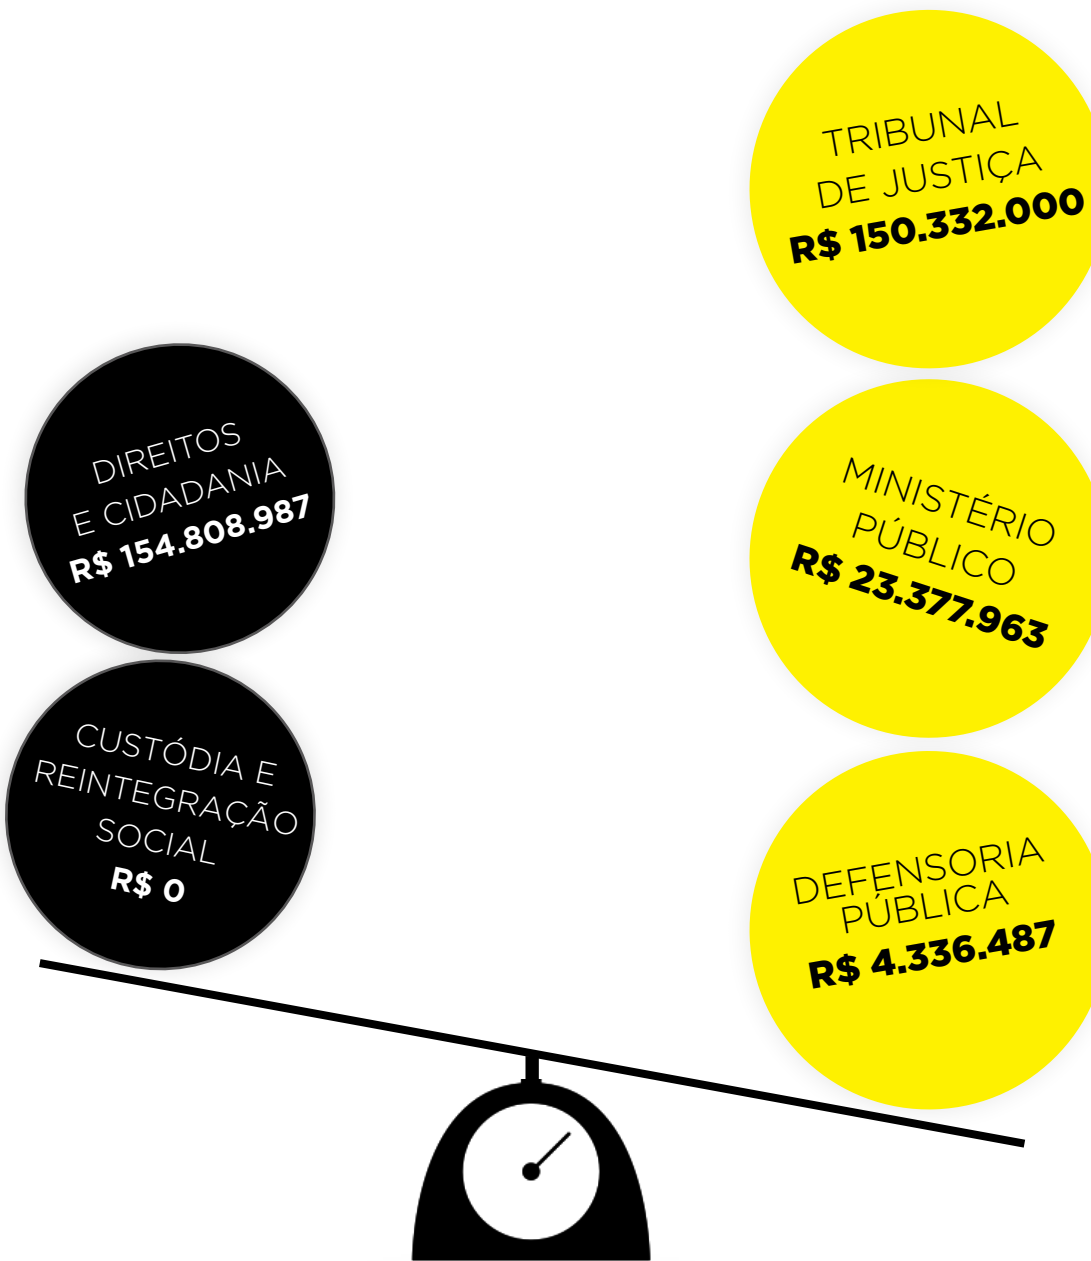 TRIBUNAL
DE JUSTIÇA
R$ 150.332.000
DIREITOS
E CIDADANIA
R$ 154.808.987
MINISTÉRIO
PÚBLICO
R$ 23.377.963
CUSTÓDIA E
REINTEGRAÇÃO
SOCIAL
R$ 0
DEFENSORIA
PÚBLICA
R$ 4.336.487